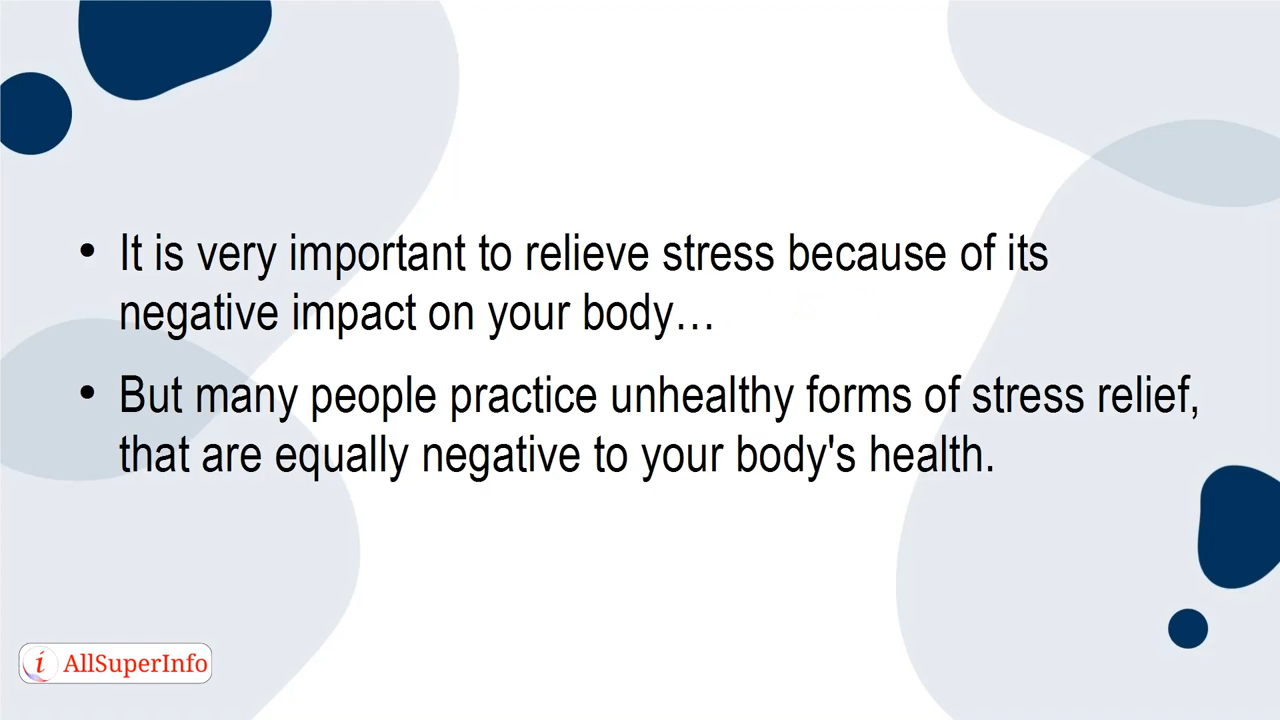 • It is very important to relieve stress because of its
negative impact on your body…
• But many people practice unhealthy forms of stress relief,
that are equally negative to your body's health.
i AllSuperInfo